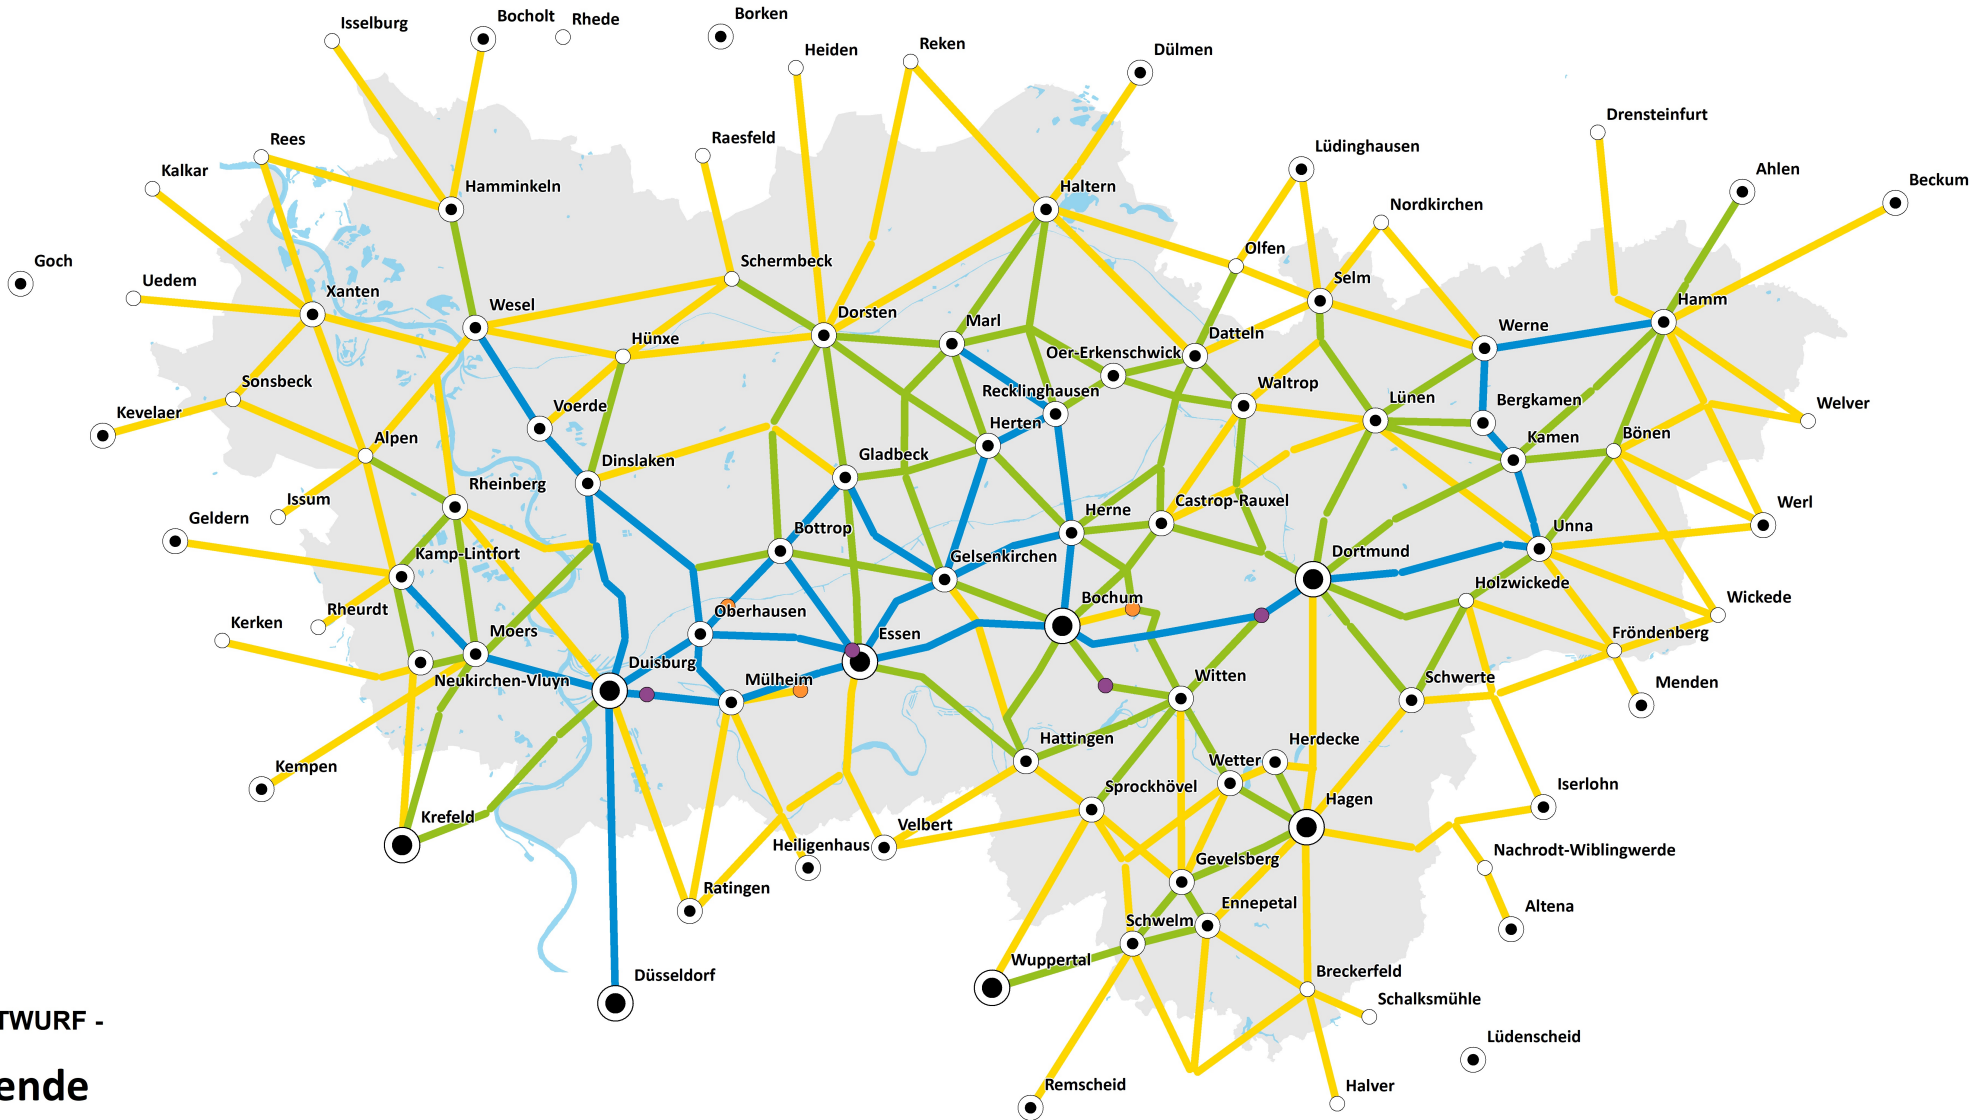 Isselburg
Bocholt
Rhede
Borken
Heiden
Reken
Dülmen
Drensteinfurt
Rees
Raesfeld
Lüdinghausen
Kalkar
Hamminkeln
Haltern
Ahlen
Beckum
Nordkirchen
Goch
Uedem
Xanten
Schermbeck
Olfen
Selm
Wesel
Dorsten
Marl
Hamm
Hünxe
Datteln
Werne
Oer-Erkenschwick
Sonsbeck
Waltrop
Kevelaer
Voerde
Recklinghausen
Lünen
Bergkamen
Welver
Alpen
Herten
Kamen
Bönen
Dinslaken
Gladbeck
Rheinberg
Issum
Castrop-Rauxel
Werl
Geldern
Bottrop
Herne
Unna
Kamp-Lintfort
Gelsenkirchen
Dortmund
Holzwickede
Rheurdt
Oberhausen
Bochum
Wickede
Kerken
Moers
Essen
Fröndenberg
Neukirchen-Vluyn
Duisburg
Mülheim
Witten
Schwerte
Menden
Hattingen
Herdecke
Kempen
Wetter
Sprockhövel
Iserlohn
Krefeld
Velbert
Hagen
Heiligenhaus
Nachrodt-Wiblingwerde
Ratingen
Gevelsberg
Ennepetal
Altena
Schwelm
Düsseldorf
Wuppertal
Breckerfeld
Schalksmühle
TWURF -
Lüdenscheid
ende
Remscheid
Halver